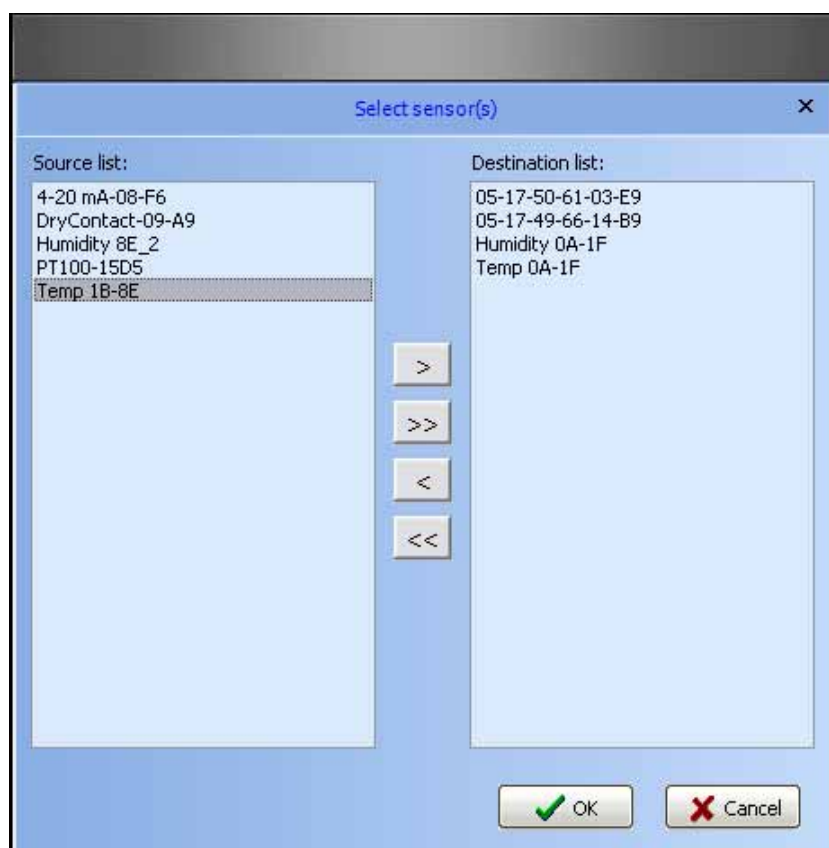 Select sensor(s)
Source list:
4-20 mA-08-F6
DryContact-09-A9
Humidity 8E_2
PT100-15D5
Temp 1B-8E
>
>>
<
<<
Destination list:
05-17-50-61-03-E9
05-17-49-66-14-B9
Humidity 0A-1F
Temp 0A-1F
OK
Cancel